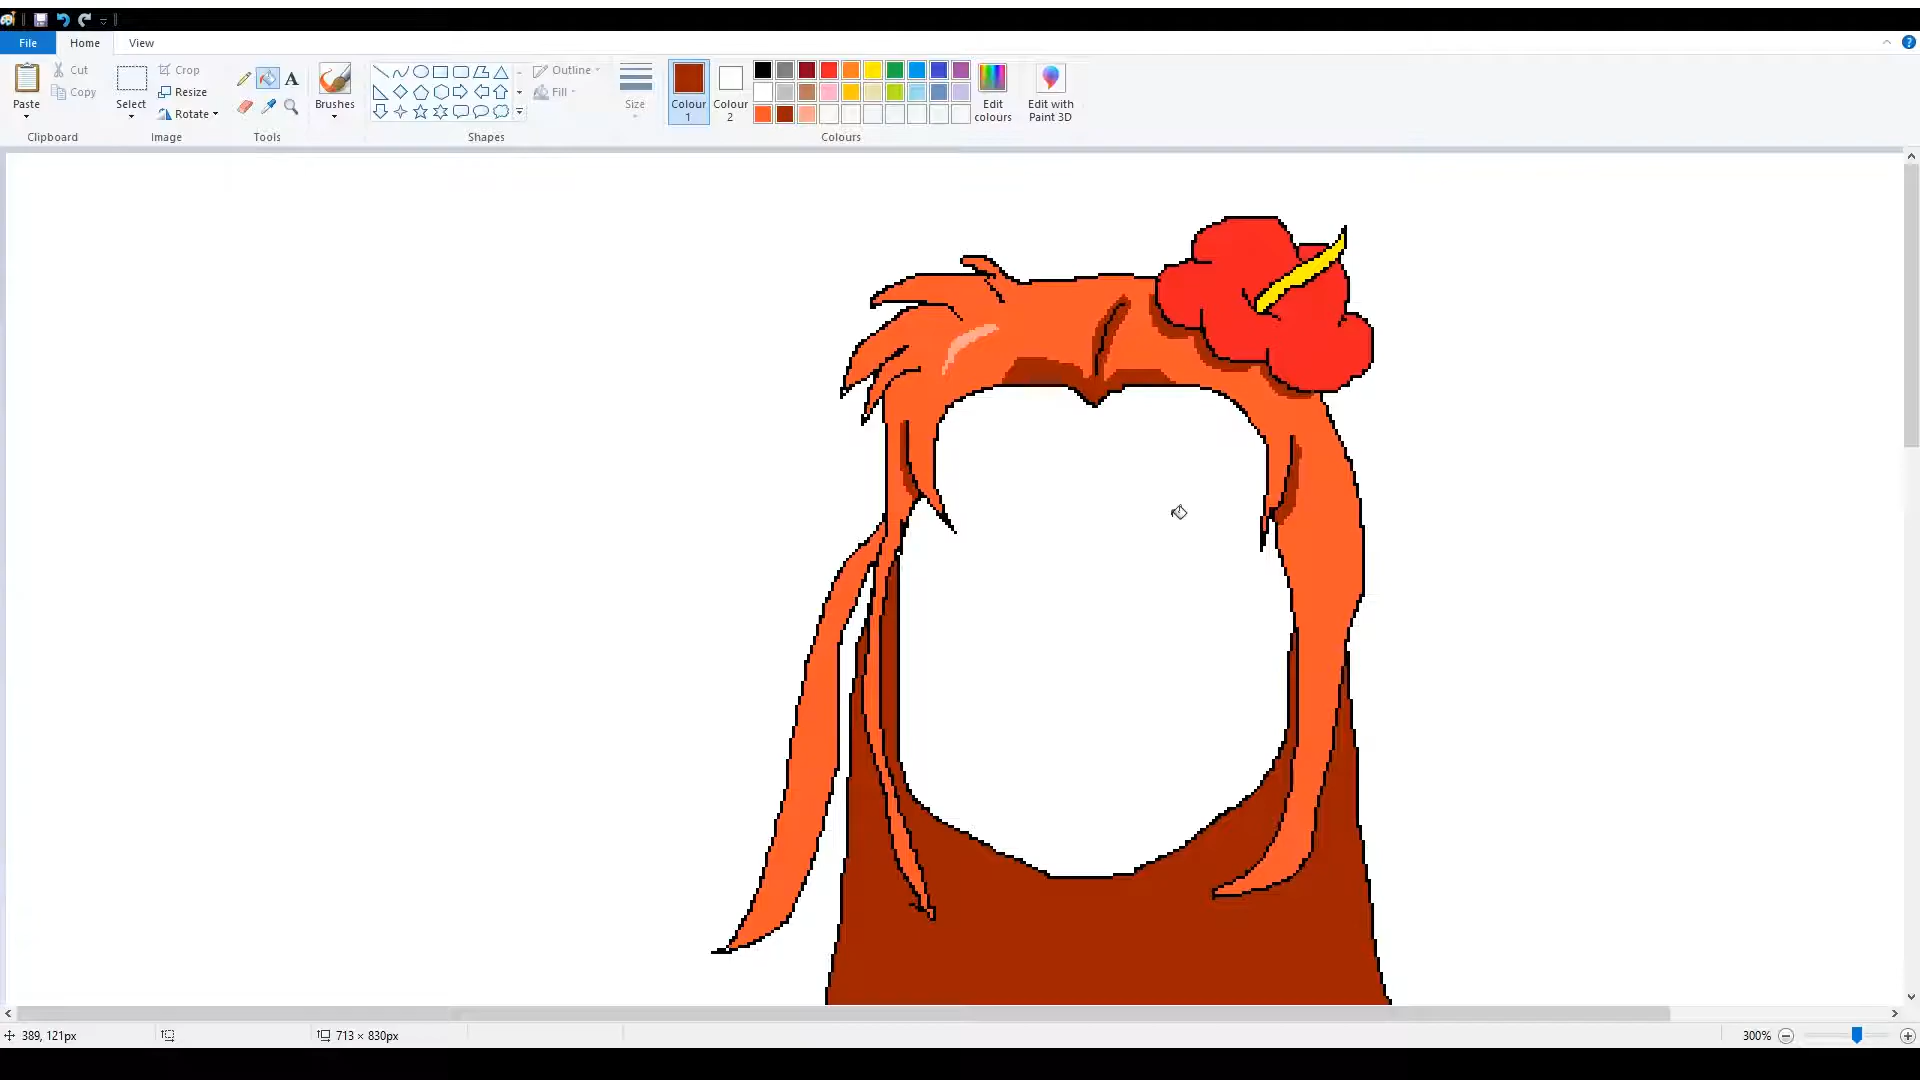 File
Home
View
Paste
Cut
Copy
Clipboard
Select
Crop
Resize
Rotate
Image
A
Tools
Brushes
Outline
Fill
Shapes
Size
Colour
1
Colour
2
Edit
colours
Edit with
Paint 3D
Colours
389, 121px
713 × 830px
300%